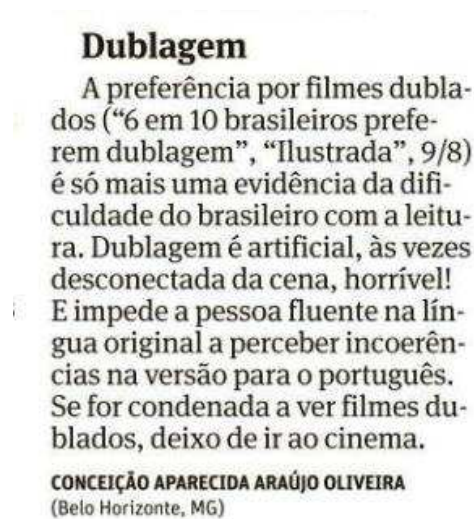 Dublagem
A preferência por filmes dubla-
dos (“6 em 10 brasileiros prefe-
rem dublagem”, “Ilustrada”, 9/8)
é só mais uma evidência da difi-
culdade do brasileiro com a leitu-
ra. Dublagem é artificial, às vezes
desconectada da cena, horrível!
E impede a pessoa fluente na lín-
gua original a perceber incoerên-
cias na versão para o português.
Se for condenada a ver filmes du-
blados, deixo de ir ao cinema.
CONCEIÇÃO APARECIDA ARAÚJO OLIVEIRA
(Belo Horizonte, MG)